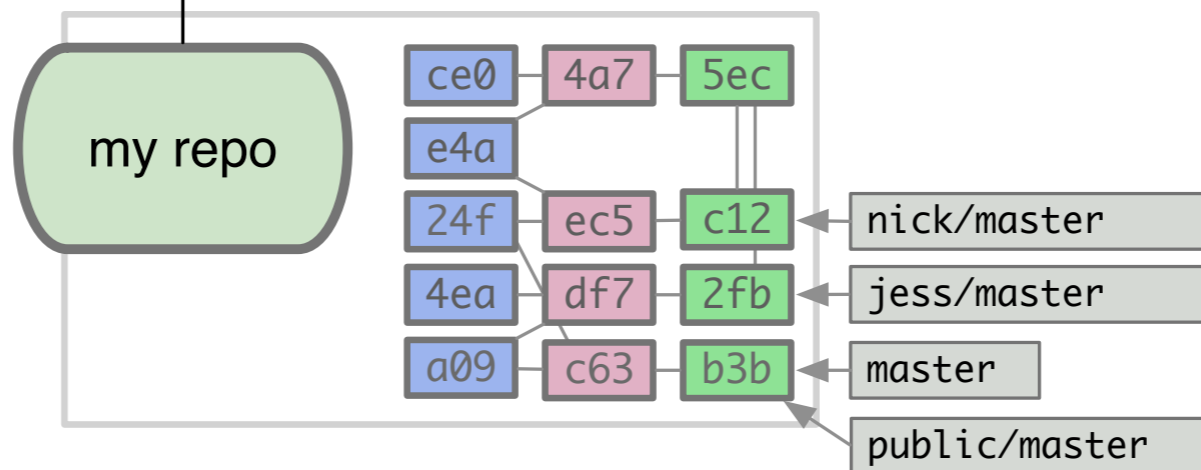 my repo
ce0 4a7 5ec
e4a
24f ec5 c12 nick/master
4ea df7 2fb jess/master
a09 c63 b3b master
public/master